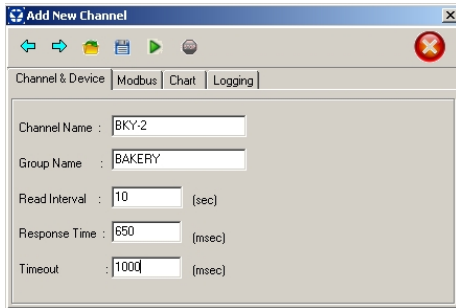 Add New Channel
STOP
Channel & Device Modbus Chart Logging
Channel Name : BKY-2
Group Name : BAKERY
Read Interval : 10 (sec)
Response Time : 650 (msec)
Timeout : 1000 (msec)